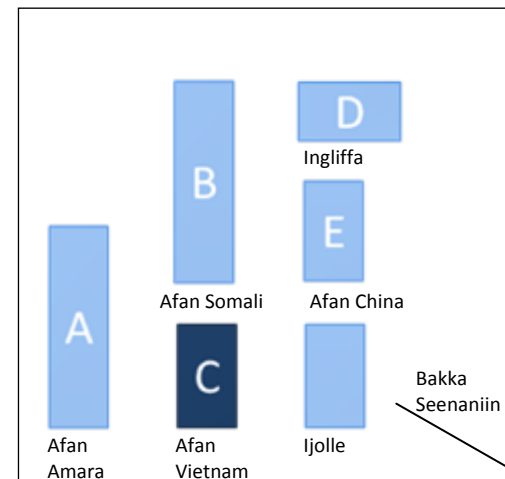 D
Ingliffa
B
E
Afan Somali
Afan China
A
C
Bakka
Seenaniin
Afan
Amara
Afan
Vietnam
Ijolle